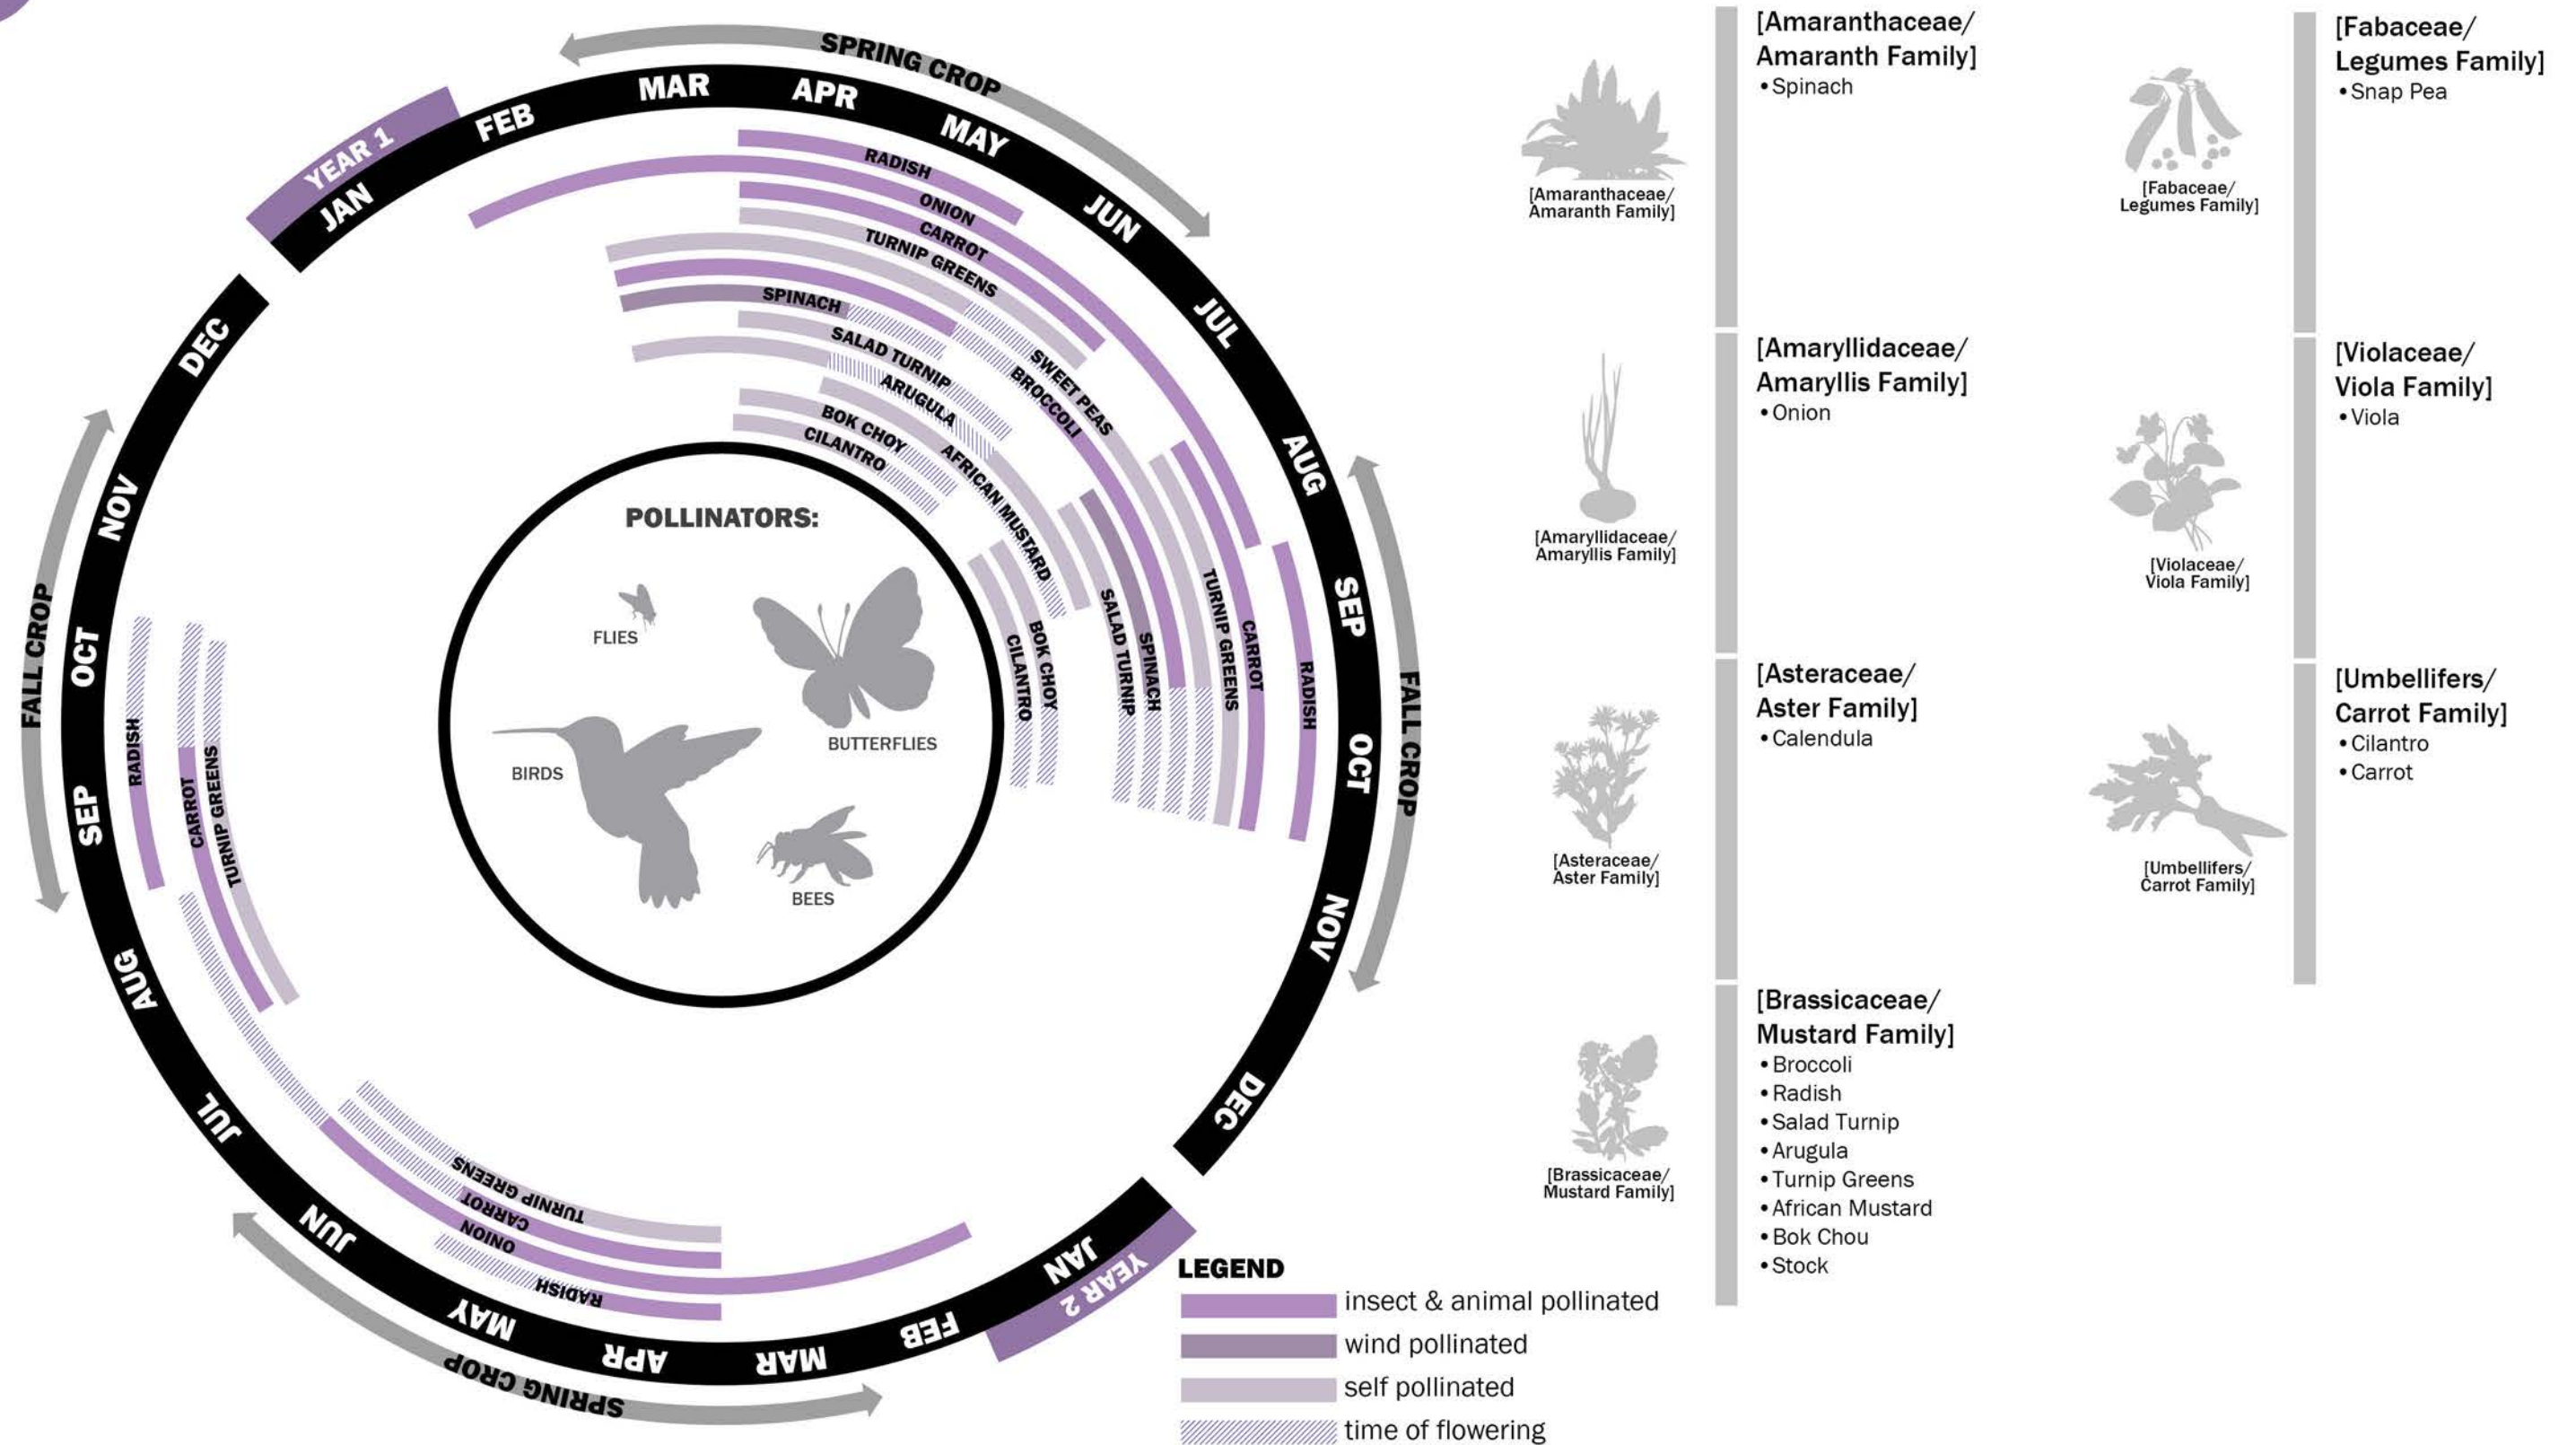 SPRING CROP
YEAR 1
JAN
FEB
MAR
APR
MAY
JUN
JUL
AUG
SEP
OCT
NOV
DEC
FALL CROP
YEAR 2
JAN
FEB
MAR
APR
MAY
JUN
JUL
AUG
SEP
OCT
NOV
DEC
SPRING CROP
FALL CROP
RADISH
ONION
CARROT
TURNIP GREENS
SWEET PEAS
BROCCOLI
SPINACH
SALAD TURNIP
ARUGULA
AFRICAN MUSTARD
BOK CHOY
CILANTRO
RADISH
CARROT
TURNIP GREENS
SPINACH
SALAD TURNIP
BOK CHOY
CILANTRO
RADISH
ONION
CARROT
TURNIP GREENS
RADISH
CARROT
TURNIP GREENS
POLLINATORS:
FLIES
BUTTERFLIES
BIRDS
BEES
LEGEND
insect & animal pollinated
wind pollinated
self pollinated
time of flowering
[Amaranthaceae/
Amaranth Family]
[Amaranthaceae/
Amaranth Family]
• Spinach
[Amaryllidaceae/
Amaryllis Family]
[Amaryllidaceae/
Amaryllis Family]
• Onion
[Asteraceae/
Aster Family]
[Asteraceae/
Aster Family]
• Calendula
[Brassicaceae/
Mustard Family]
[Brassicaceae/
Mustard Family]
• Broccoli
• Radish
• Salad Turnip
• Arugula
• Turnip Greens
• African Mustard
• Bok Chou
• Stock
[Fabaceae/
Legumes Family]
[Fabaceae/
Legumes Family]
• Snap Pea
[Violaceae/
Viola Family]
[Violaceae/
Viola Family]
• Viola
[Umbellifers/
Carrot Family]
[Umbellifers/
Carrot Family]
• Cilantro
• Carrot